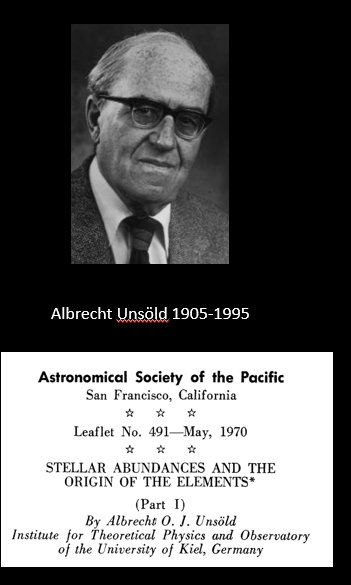 Albrecht Unsöld 1905-1995
Astronomical Society of the Pacific
San Francisco, California
☆ ☆ ☆
Leaflet No. 491—May, 1970
☆ ☆ ☆
STELLAR ABUNDANCES AND THE
ORIGIN OF THE ELEMENTS*
(Part I)
By Albrecht O. J. Unsöld
Institute for Theoretical Physics and Observatory
of the University of Kiel, Germany